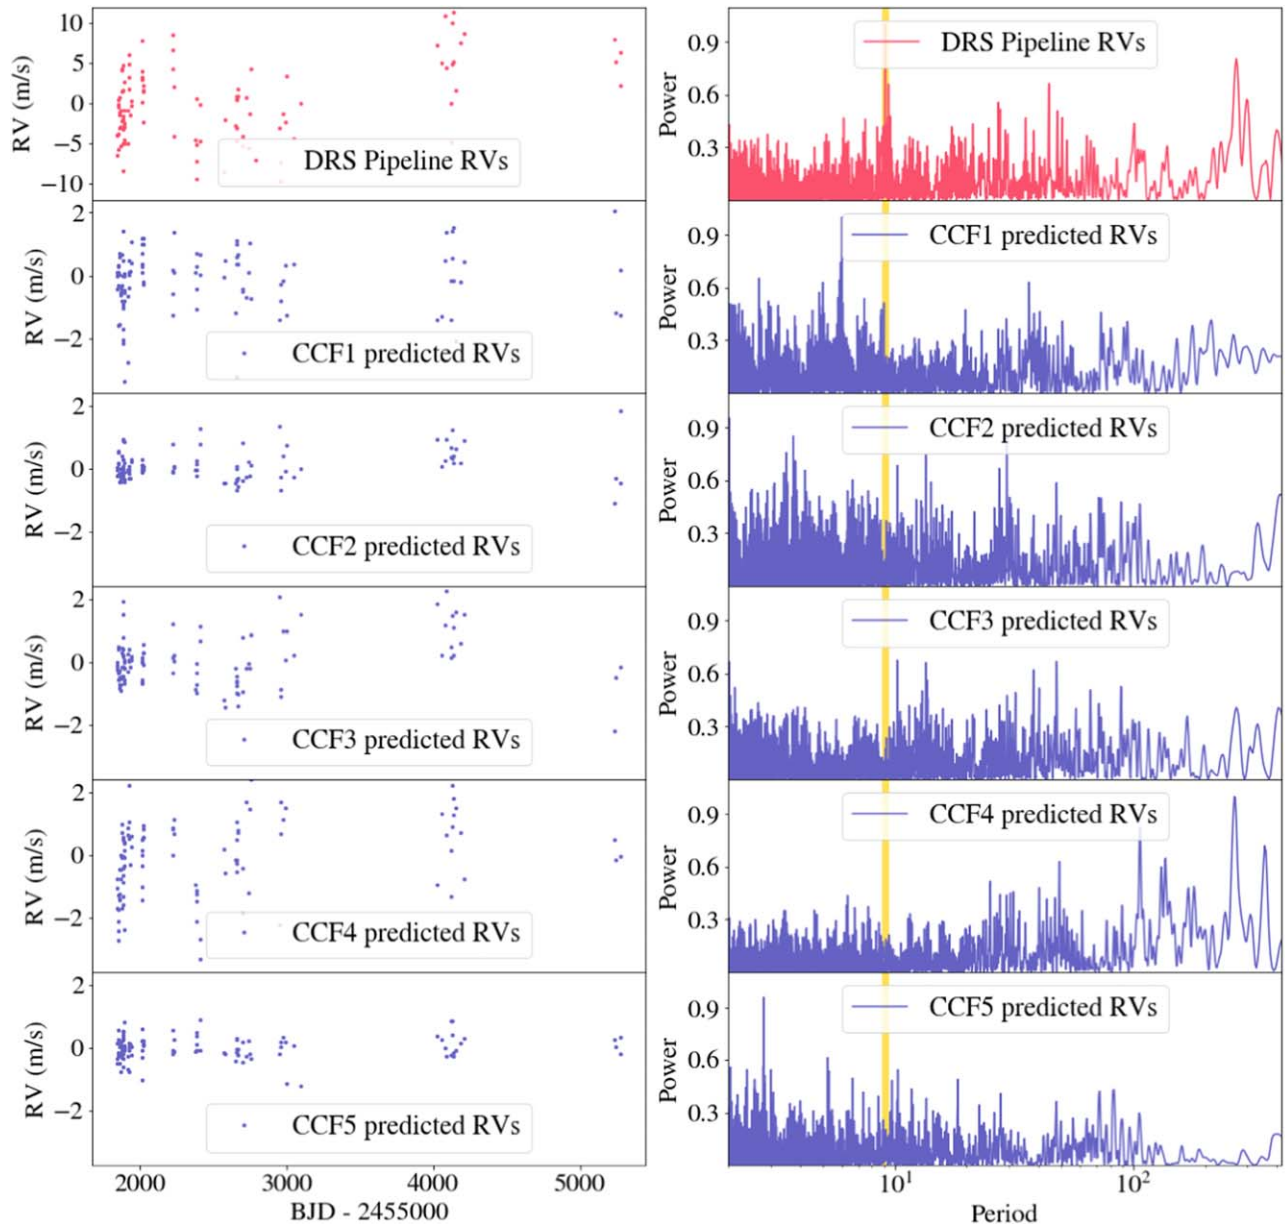 RV (m/s)
10
5
0
−5
−10
DRS Pipeline RVs
Power
0.9
0.6
0.3
DRS Pipeline RVs
RV (m/s)
2
0
−2
CCF1 predicted RVs
Power
0.9
0.6
0.3
CCF1 predicted RVs
RV (m/s)
2
0
−2
CCF2 predicted RVs
Power
0.9
0.6
0.3
CCF2 predicted RVs
RV (m/s)
2
0
−2
CCF3 predicted RVs
Power
0.9
0.6
0.3
CCF3 predicted RVs
RV (m/s)
2
0
−2
CCF4 predicted RVs
Power
0.9
0.6
0.3
CCF4 predicted RVs
RV (m/s)
2
0
−2
CCF5 predicted RVs
Power
0.9
0.6
0.3
CCF5 predicted RVs
2000 3000 4000 5000
BJD - 2455000
10¹ 10²
Period